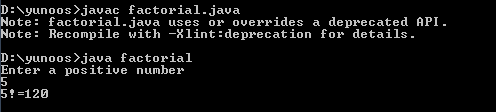 D:\yunoos>javac factorial.java
Note: factorial.java uses or overrides a deprecated API.
Note: Recompile with -Xlint:deprecation for details.
D:\yunoos>java factorial
Enter a positive number
5
5!=120